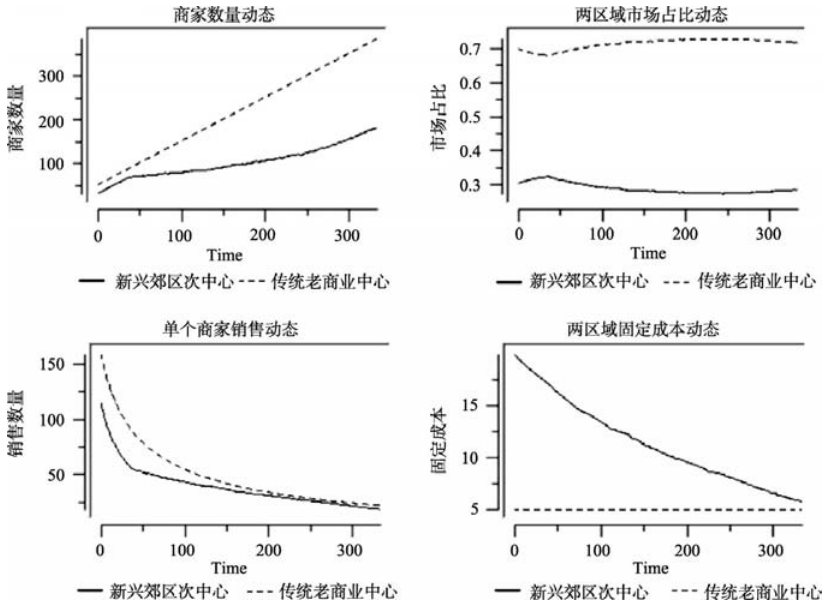 商家数量动态
商家数量
300
200
100
0 100 200 300
Time
新兴郊区次中心 传统老商业中心
两区域市场占比动态
市场占比
0.7
0.6
0.5
0.4
0.3
0 100 200 300
Time
新兴郊区次中心 传统老商业中心
单个商家销售动态
销售数量
150
100
50
0 100 200 300
Time
新兴郊区次中心 传统老商业中心
两区域固定成本动态
固定成本
15
10
5
0 100 200 300
Time
新兴郊区次中心 传统老商业中心